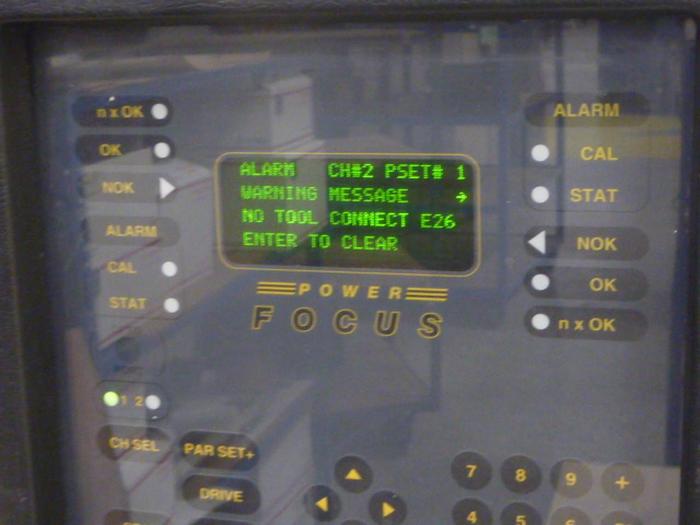 n x OK
OK
NOK
ALARM
CAL
STAT
1 2
CH SEL
PAR SET+
DRIVE
ALARM CH#2 PSET# 1
WARNING MESSAGE →
NO TOOL CONNECT E26
ENTER TO CLEAR
POWER
FOCUS
ALARM
CAL
STAT
NOK
OK
n x OK
7 8 9 +
4 5